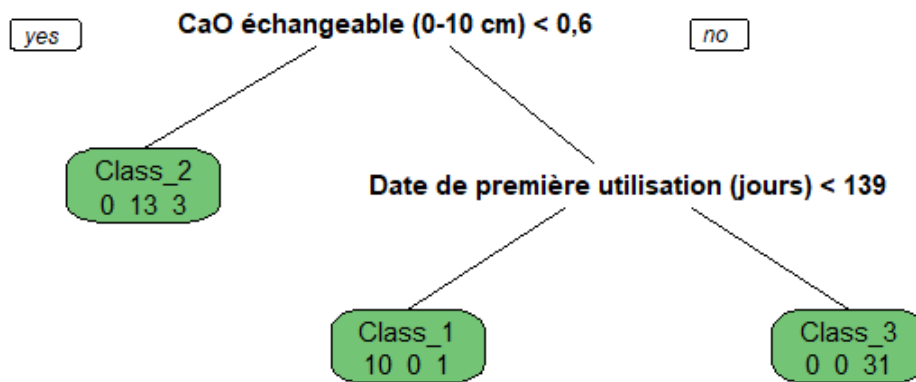 yes
CaO échangeable (0-10 cm) < 0,6
no
Class_2
0 13 3
Date de première utilisation (jours) < 139
Class_1
10 0 1
Class_3
0 0 31